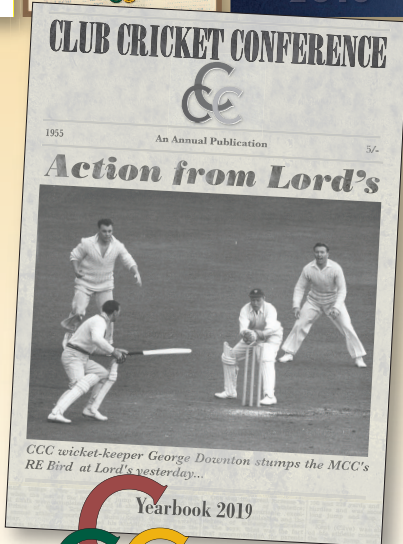 CLUB CRICKET CONFERENCE
CCC
1955
An Annual Publication
5/-
Action from Lord's
CCC wicket-keeper George Downton stumps the MCC's
RE Bird at Lord's yesterday...
Yearbook 2019